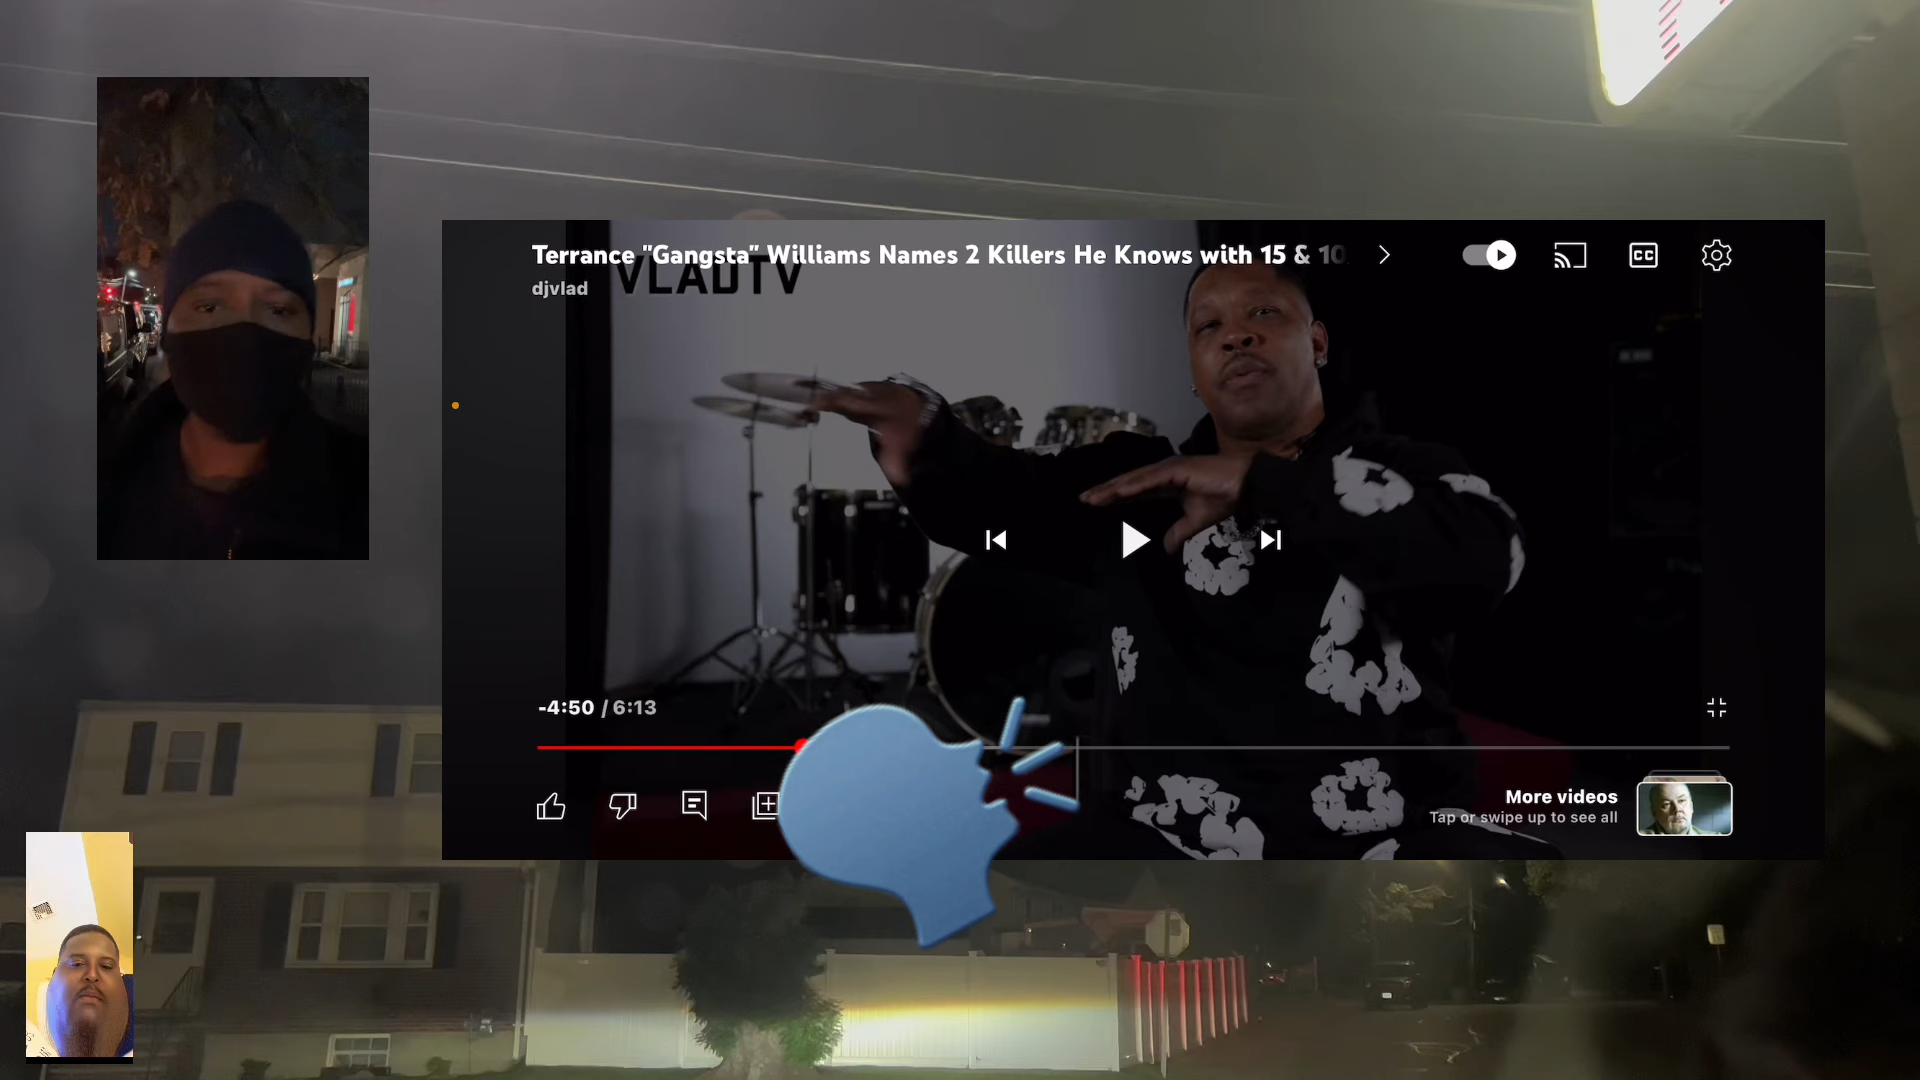 Terrance "Gangsta" Williams Names 2 Killers He Knows with 15 & 10
djvlad
VLADTV
CC
-4:50 / 6:13
More videos
Tap or swipe up to see all